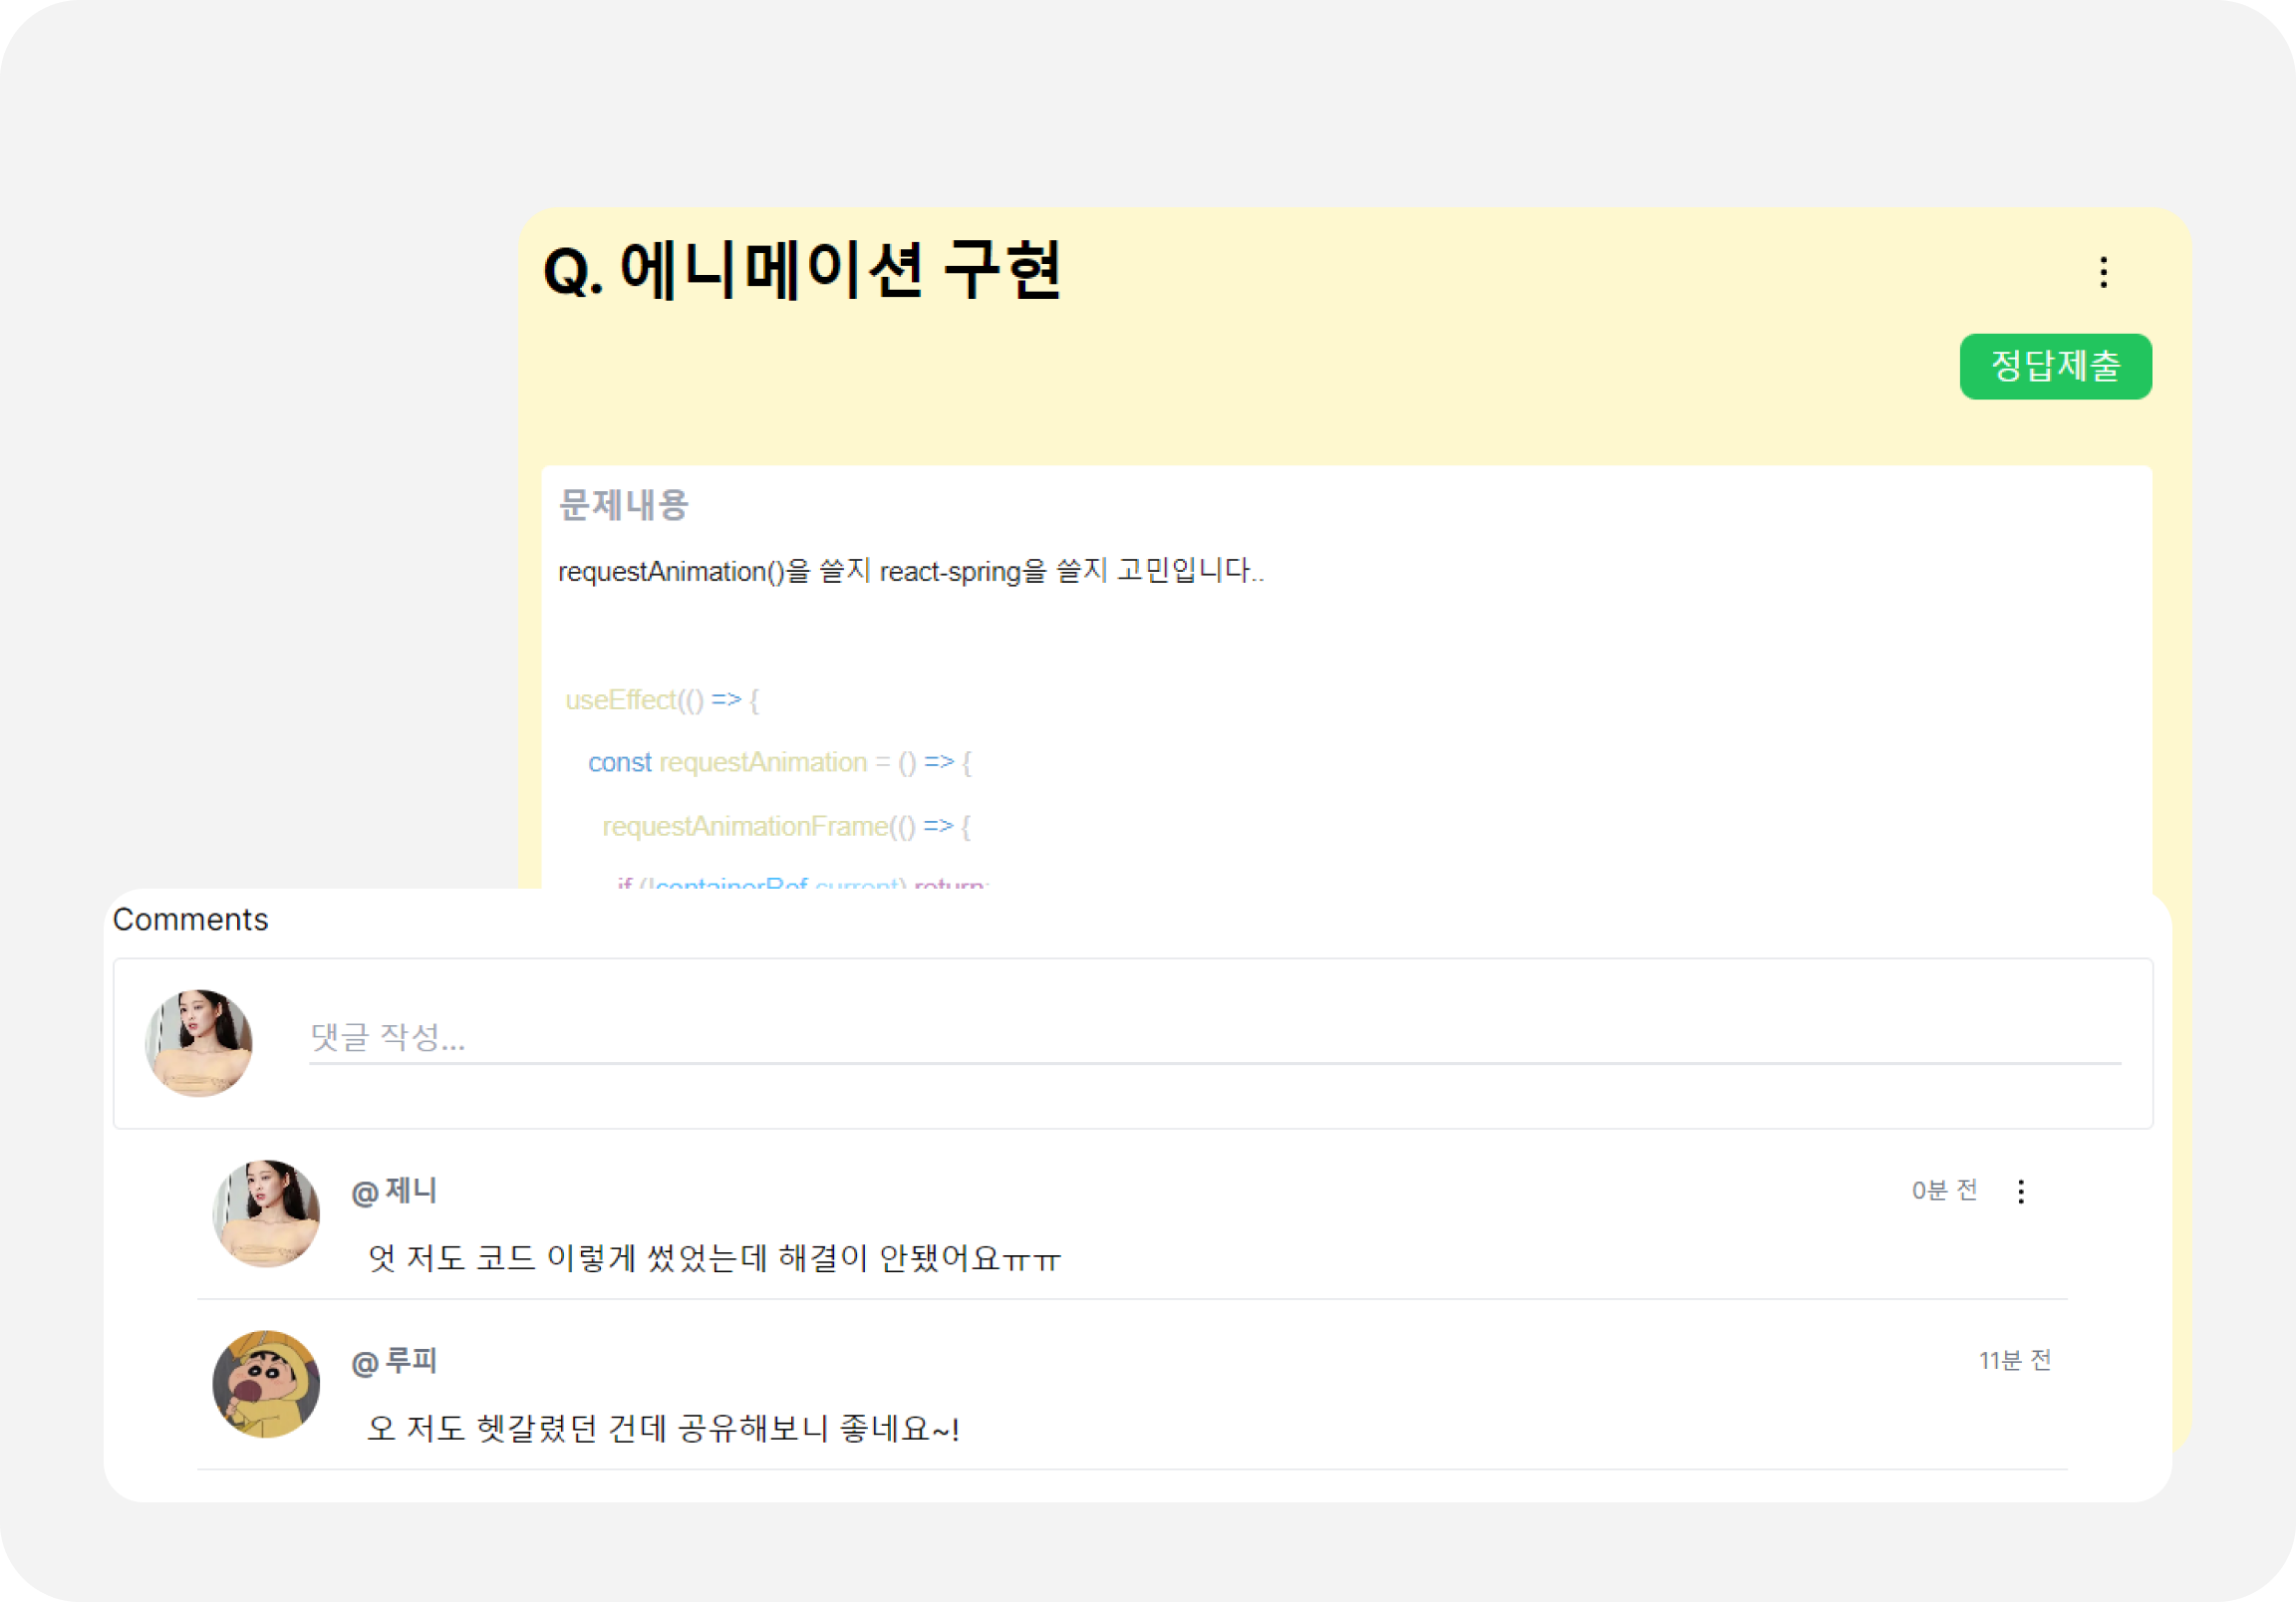 Q. 에니메이션 구현
정답제출
문제내용
requestAnimation()을 쓸지 react-spring을 쓸지 고민입니다..
useEffect(() => {
const requestAnimation = () => {
requestAnimationFrame(() => {
if (!containerRef.current) return;
Comments
댓글 작성...
@제니
0분 전
엇 저도 코드 이렇게 썼었는데 해결이 안됐어요ㅠㅠ
@루피
11분 전
오 저도 헷갈렸던 건데 공유해보니 좋네요~!